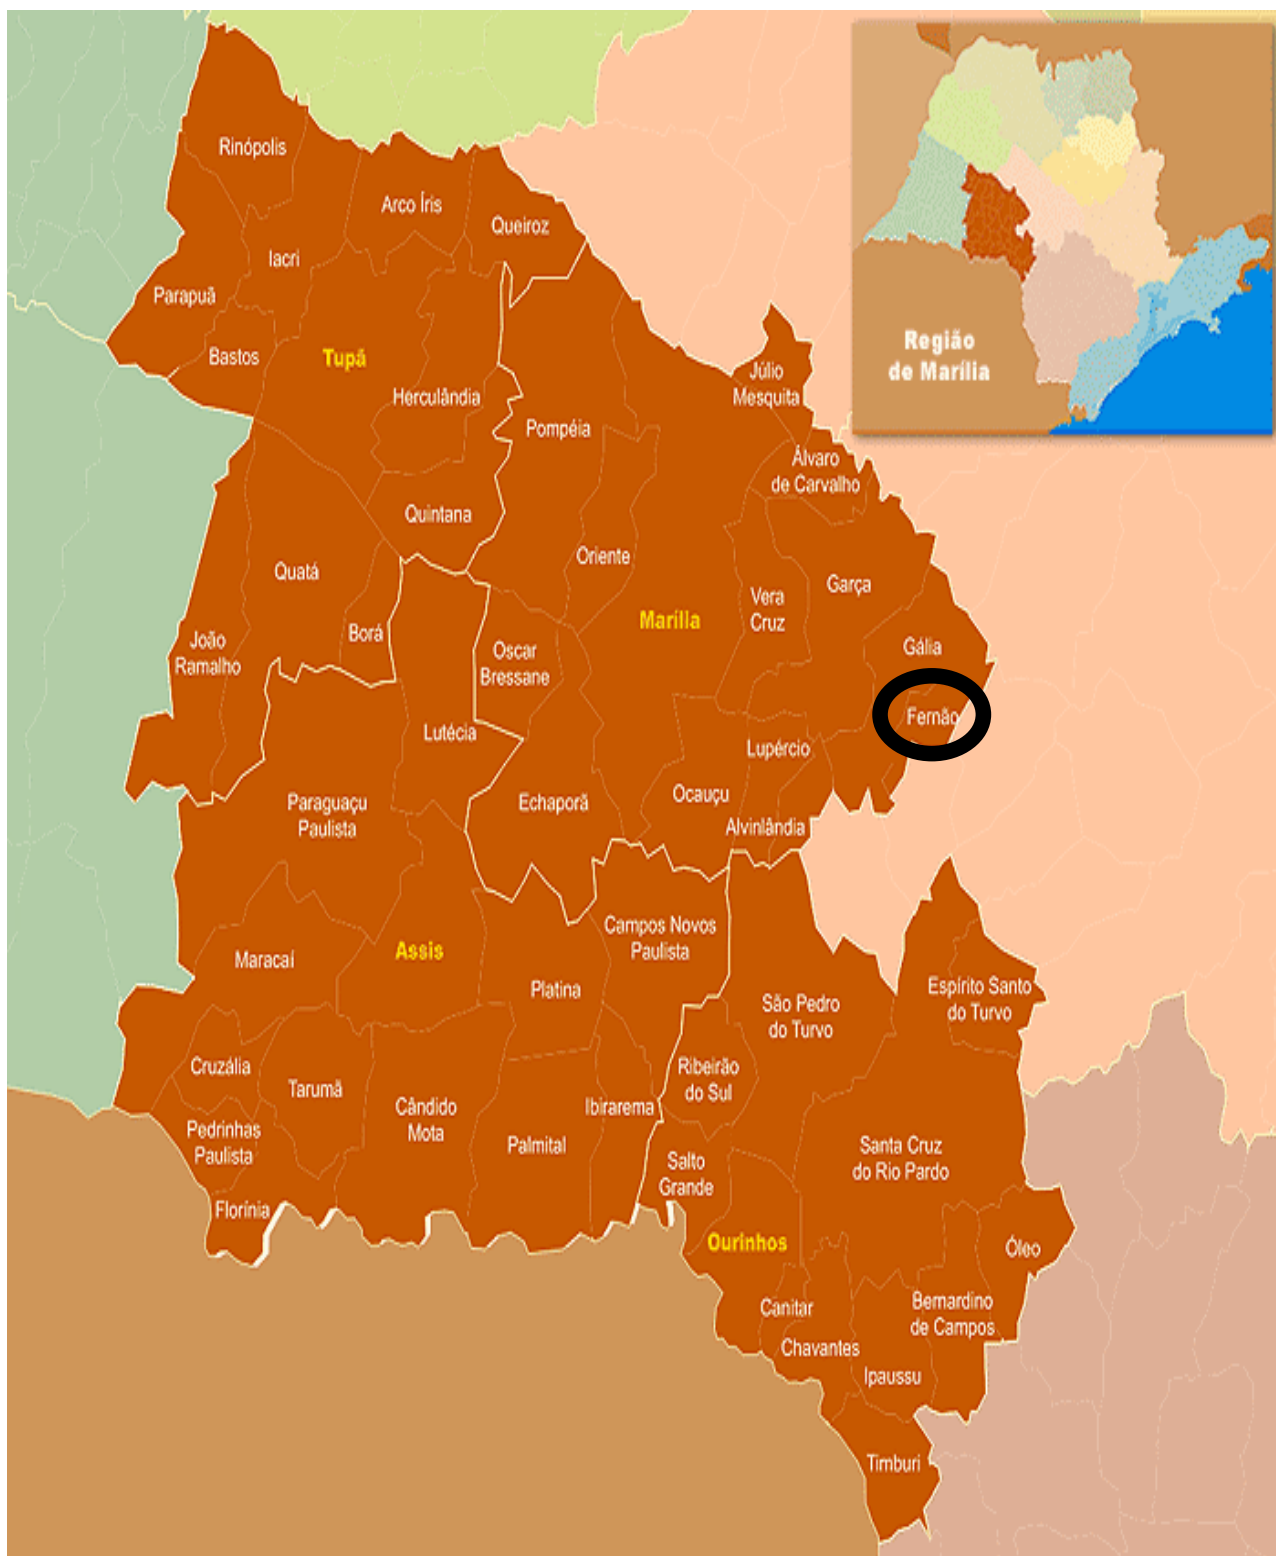 Rinópolis
Arco Íris
Queiroz
Iacri
Parapuã
Bastos
Tupã
Herculândia
Pompéia
Júlio
Mesquita
Região
de Marília
Álvaro
de Carvalho
Quintana
Oriente
Quatá
Garça
Vera
Cruz
Marília
Borá
João
Ramalho
Oscar
Bressane
Gália
Fernão
Lutécia
Lupércio
Ocauçu
Echaporã
Paraguaçu
Paulista
Alvinlândia
Campos Novos
Paulista
Assis
Maracaí
Platina
Espírito Santo
do Turvo
São Pedro
do Turvo
Cruzália
Ribeirão
do Sul
Tarumã
Cândido
Mota
Ibirarema
Pedrinhas
Paulista
Palmital
Santa Cruz
do Rio Pardo
Salto
Grande
Florínia
Ourinhos
Óleo
Canitar
Bernardino
de Campos
Chavantes
Ipaussu
Timburi